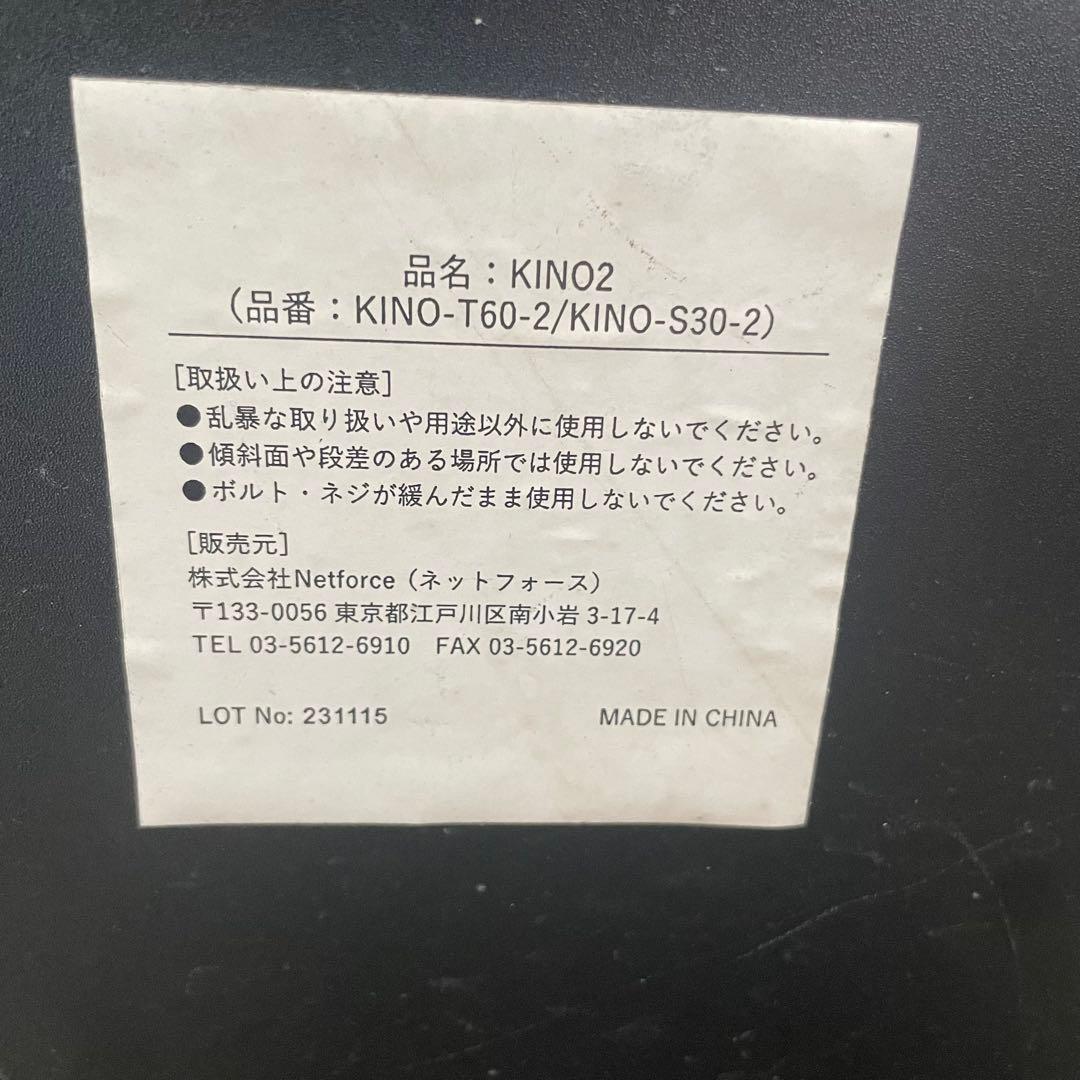 品名：KINO2
（品番：KINO-T60-2/KINO-S30-2）
[取扱い上の注意]
●乱暴な取り扱いや用途以外に使用しないでください。
●傾斜面や段差のある場所では使用しないでください。
●ボルト・ネジが緩んだまま使用しないでください。
[販売元]
株式会社Netforce（ネットフォース）
〒133-0056 東京都江戸川区南小岩 3-17-4
TEL 03-5612-6910　FAX 03-5612-6920
LOT No: 231115　MADE IN CHINA